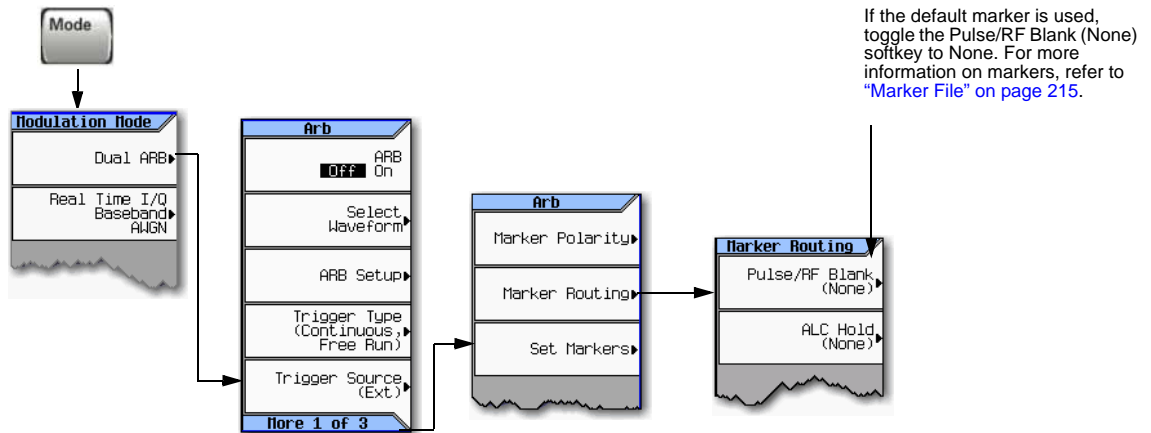 If the default marker is used,
toggle the Pulse/RF Blank (None)
softkey to None. For more
information on markers, refer to
“Marker File” on page 215.
Mode
Modulation Mode
Dual ARB
Real Time I/Q
Baseband
AWGN
Arb
ARB
Off On
Select
Waveform
ARB Setup
Trigger Type
(Continuous,
Free Run)
Trigger Source
(Ext)
More 1 of 3
Arb
Marker Polarity
Marker Routing
Set Markers
Marker Routing
Pulse/RF Blank
(None)
ALC Hold
(None)